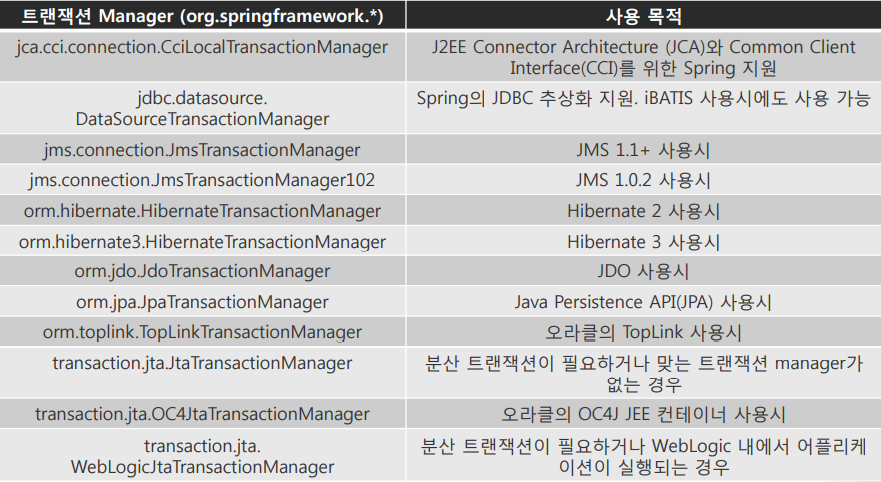 트랜잭션 Manager (org.springframework.*)
사용 목적
jca.cci.connection.CciLocalTransactionManager
J2EE Connector Architecture (JCA)와 Common Client
Interface(CCI)를 위한 Spring 지원
jdbc.datasource.
DataSourceTransactionManager
Spring의 JDBC 추상화 지원. iBATIS 사용시에도 사용 가능
jms.connection.JmsTransactionManager
JMS 1.1+ 사용시
jms.connection.JmsTransactionManager102
JMS 1.0.2 사용시
orm.hibernate.HibernateTransactionManager
Hibernate 2 사용시
orm.hibernate3.HibernateTransactionManager
Hibernate 3 사용시
orm.jdo.JdoTransactionManager
JDO 사용시
orm.jpa.JpaTransactionManager
Java Persistence API(JPA) 사용시
orm.toplink.TopLinkTransactionManager
오라클의 TopLink 사용시
transaction.jta.JtaTransactionManager
분산 트랜잭션이 필요하거나 맞는 트랜잭션 manager가
없는 경우
transaction.jta.OC4JtaTransactionManager
오라클의 OC4J JEE 컨테이너 사용시
transaction.jta.
WebLogicJtaTransactionManager
분산 트랜잭션이 필요하거나 WebLogic 내에서 어플리케
이션이 실행되는 경우